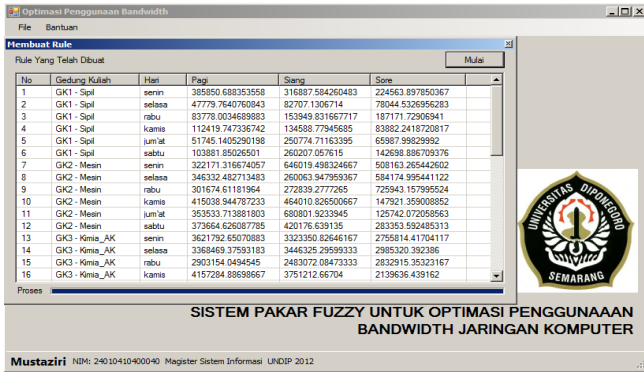 Optimasi Penggunaan Bandwidth
File Bantuan
Membuat Rule
Rule Yang Telah Dibuat Mulai
No Gedung Kuliah Hari Pagi Siang Sore
1 GK1 - Sipil senin 385850.688353558 316887.584260483 224563.897850367
2 GK1 - Sipil selasa 47779.7640760843 82707.1306714 78044.5326956283
3 GK1 - Sipil rabu 83778.0034689883 153949.831667717 187171.72906941
4 GK1 - Sipil kamis 112419.747336742 134588.77945685 83882.2418720817
5 GK1 - Sipil jum'at 51745.1405290198 250774.71163395 65987.99829992
6 GK1 - Sipil sabtu 103881.85026501 260207.057615 142698.886709376
7 GK2 - Mesin senin 322171.316674057 646019.498324667 508163.265442602
8 GK2 - Mesin selasa 346332.482713483 260063.947959367 584174.995441122
9 GK2 - Mesin rabu 301674.61181964 272839.2777265 725943.157995524
10 GK2 - Mesin kamis 415038.944787233 464010.826500667 147921.359008852
11 GK2 - Mesin jum'at 353533.713881803 680801.9233945 125742.072058563
12 GK2 - Mesin sabtu 373664.626087785 420176.639135 283353.592485313
13 GK3 - Kimia_AK senin 3621792.65070883 3323350.82646167 2755814.41704117
14 GK3 - Kimia_AK selasa 3368469.37593183 3446325.29599333 2985320.392386
15 GK3 - Kimia_AK rabu 2903154.0494545 2483072.08473333 2832915.35323167
16 GK3 - Kimia_AK kamis 4157284.88698667 3751212.66704 2139636.439162
Proses
UNIVERSITAS DIPONEGORO
SEMARANG
SISTEM PAKAR FUZZY UNTUK OPTIMASI PENGGUNAAAN
BANDWIDTH JARINGAN KOMPUTER
Mustaziri NIM: 24010410400040 Magister Sistem Informasi UNDIP 2012